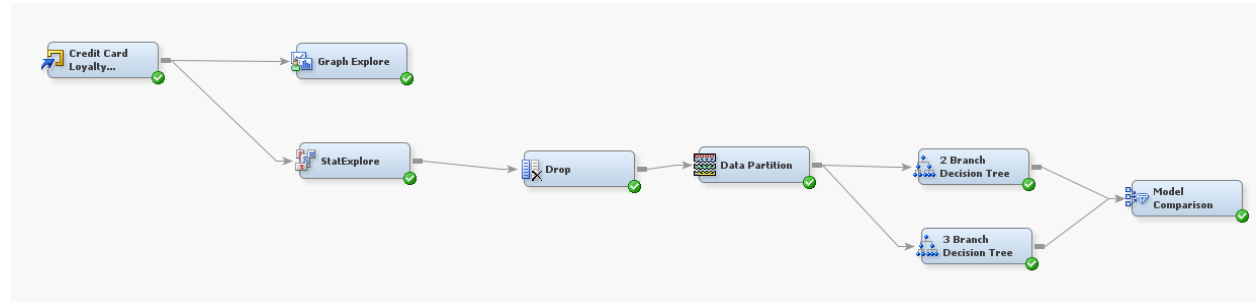 Credit Card
Loyalty...
Graph Explore
StatExplore
Drop
Data Partition
2 Branch
Decision Tree
3 Branch
Decision Tree
Model
Comparison